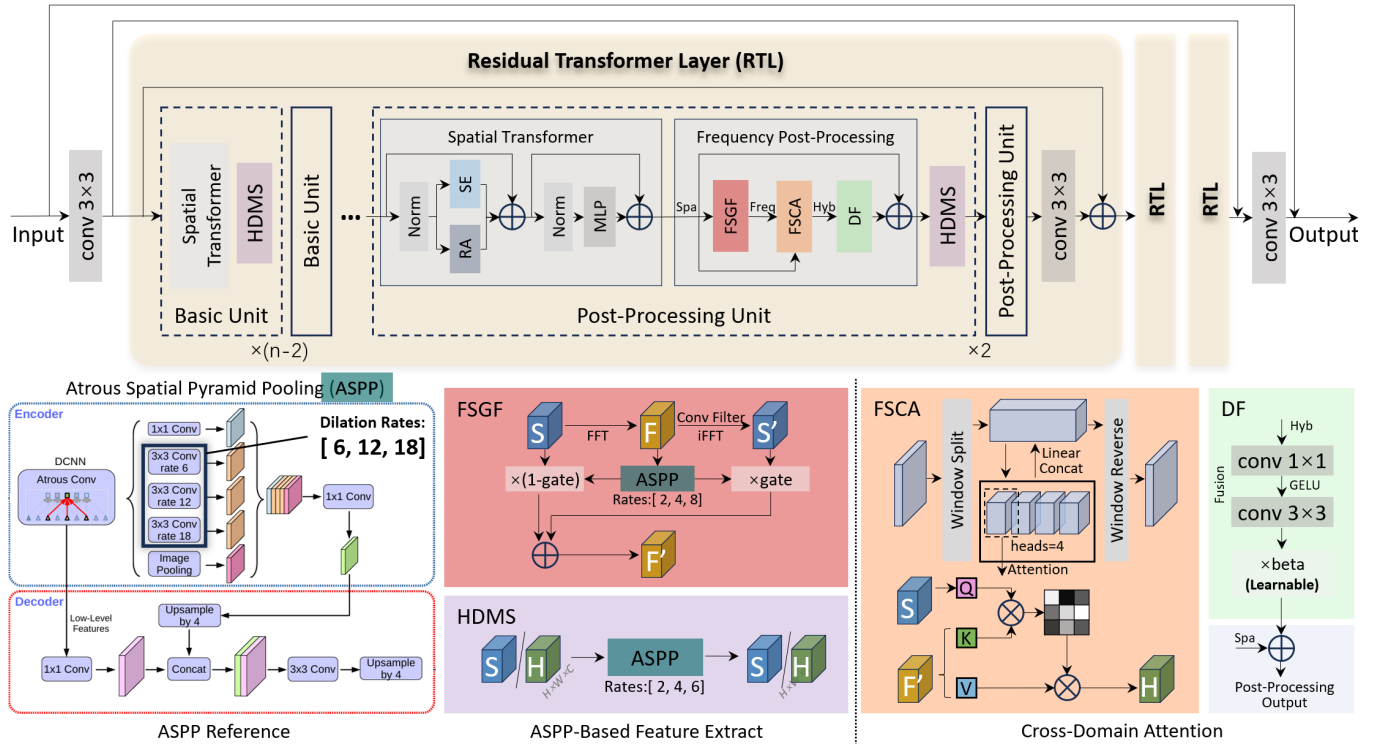 Residual Transformer Layer (RTL)
Input
conv 3×3
Spatial
Transformer
HDMS
Basic Unit
×(n-2)
Basic Unit
...
Spatial Transformer
Norm
SE
RA
Norm
MLP
Frequency Post-Processing
Spa
FSGF
Freq
FSCA
Hyb
DF
HDMS
Post-Processing Unit
×2
Post-Processing Unit
conv 3×3
RTL
RTL
conv 3×3
Output
Atrous Spatial Pyramid Pooling (ASPP)
Encoder
DCNN
Atrous Conv
1x1 Conv
3x3 Conv
rate 6
3x3 Conv
rate 12
3x3 Conv
rate 18
Image
Pooling
Dilation Rates:
[ 6, 12, 18]
1x1 Conv
Decoder
Low-Level
Features
Upsample
by 4
1x1 Conv
Concat
3x3 Conv
Upsample
by 4
ASPP Reference
FSGF
S
FFT
F
Conv Filter
iFFT
S'
×(1-gate)
ASPP
×gate
Rates:[ 2, 4, 8]
F'
HDMS
S
H
H×W×C
ASPP
Rates:[ 2, 4, 6]
S
H
ASPP-Based Feature Extract
FSCA
Window Split
Linear
Concat
Window Reverse
heads=4
Attention
S
Q
K
F'
V
H
Cross-Domain Attention
DF
Hyb
Fusion
conv 1×1
GELU
conv 3×3
×beta
(Learnable)
Spa
Post-Processing
Output